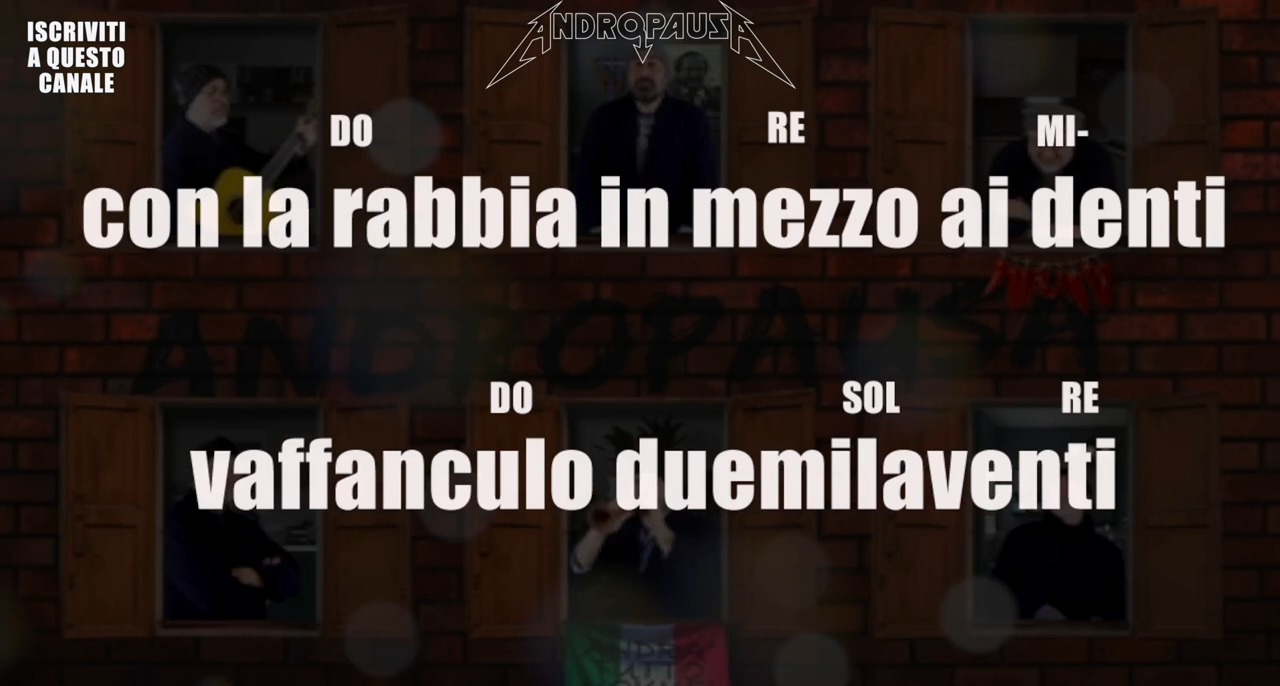 ISCRIVITI
A QUESTO
CANALE
ANDROPAUSA
DO RE MI-
con la rabbia in mezzo ai denti
ANDROPAUSA
DO SOL RE
vaffanculo duemilaventi